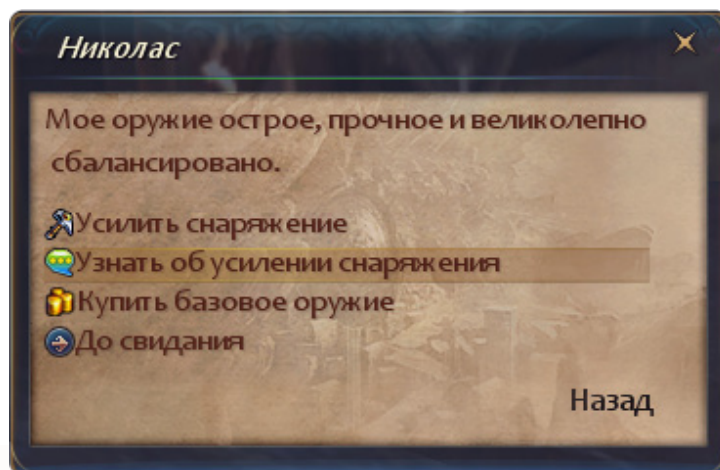 Николас
Мое оружие острое, прочное и великолепно
сбалансировано.
Усилить снаряжение
Узнать об усилении снаряжения
Купить базовое оружие
До свидания
Назад